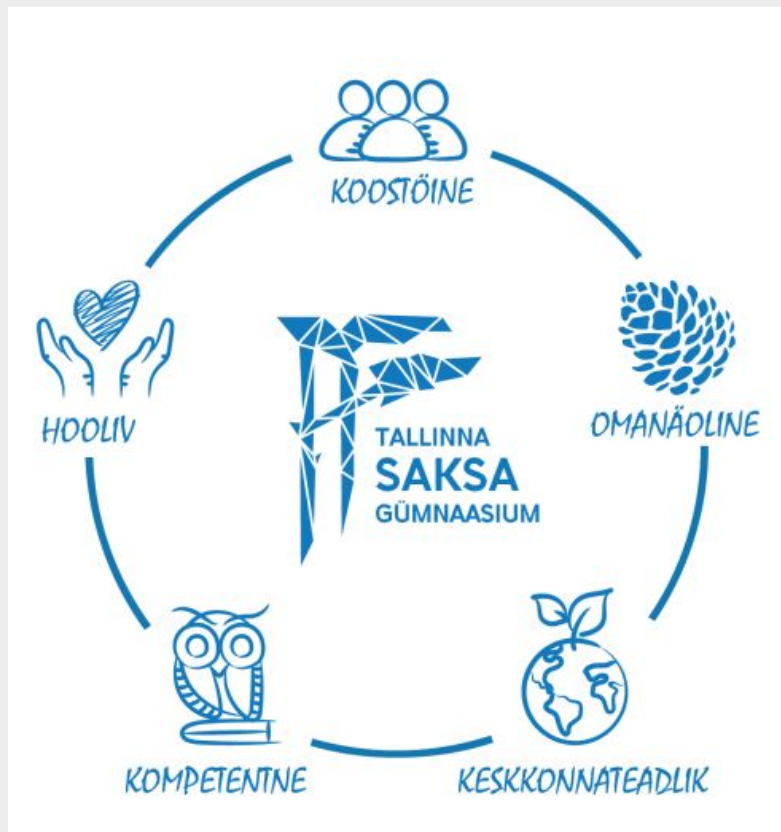 KOOSTÖINE
HOOLIV
OMANÄOLINE
TALLINNA
SAKSA
GÜMNAASIUM
KOMPETENTNE
KESKKONNATEADLIK